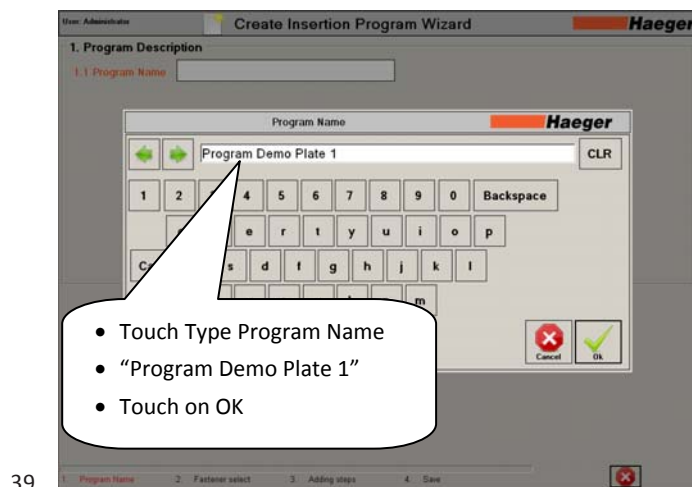 User: Administrator Create Insertion Program Wizard Haeger
1. Program Description
1.1 Program Name
Program Name Haeger
Program Demo Plate 1 CLR
1 2 4 5 6 7 8 9 0 Backspace
e r t y u i o p
s d f g h j k l
m
• Touch Type Program Name
• “Program Demo Plate 1”
• Touch on OK
Cancel Ok
39
1 Program Name 2 Fastener select 3 Adding steps 4 Save